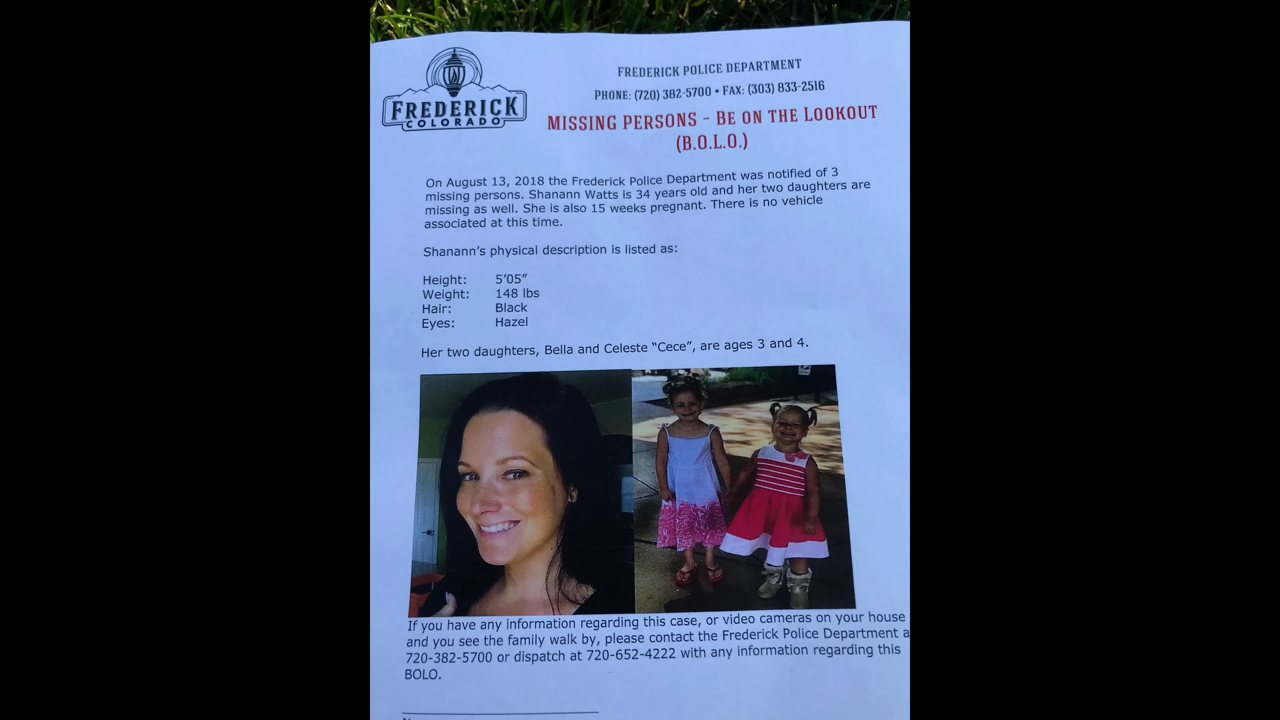 FREDERICK
COLORADO
FREDERICK POLICE DEPARTMENT
PHONE: (720) 382-5700 • FAX: (303) 833-2516
MISSING PERSONS – BE ON THE LOOKOUT
(B.O.L.O.)
On August 13, 2018 the Frederick Police Department was notified of 3
missing persons. Shanann Watts is 34 years old and her two daughters are
missing as well. She is also 15 weeks pregnant. There is no vehicle
associated at this time.
Shanann’s physical description is listed as:
Height: 5’05”
Weight: 148 lbs
Hair: Black
Eyes: Hazel
Her two daughters, Bella and Celeste “Cece”, are ages 3 and 4.
If you have any information regarding this case, or video cameras on your house
and you see the family walk by, please contact the Frederick Police Department a
720-382-5700 or dispatch at 720-652-4222 with any information regarding this
BOLO.